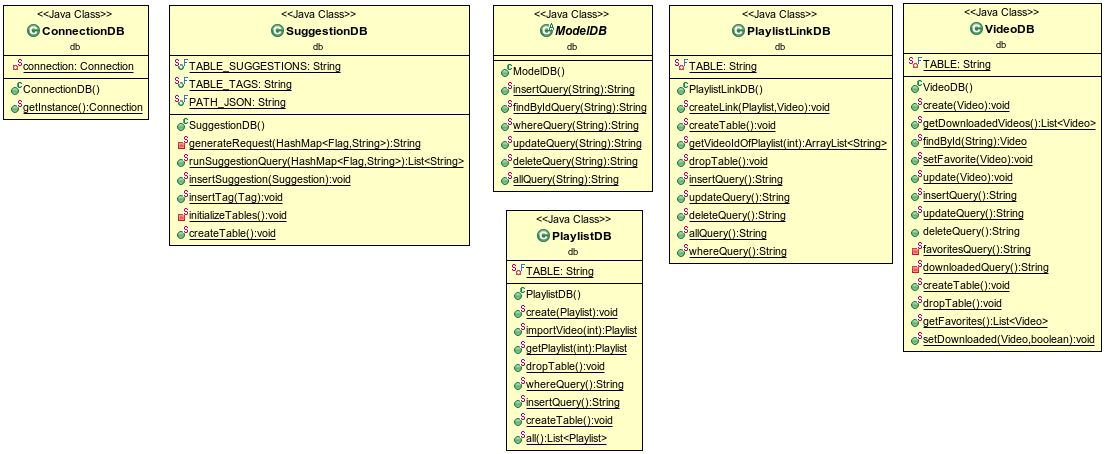 <<Java Class>>
ConnectionDB
db
connection: Connection
ConnectionDB()
getInstance():Connection
<<Java Class>>
SuggestionDB
db
TABLE_SUGGESTIONS: String
TABLE_TAGS: String
PATH_JSON: String
SuggestionDB()
generateRequest(HashMap<Flag,String>):String
runSuggestionQuery(HashMap<Flag,String>):List<String>
insertSuggestion(Suggestion):void
insertTag(Tag):void
initializeTables():void
createTable():void
<<Java Class>>
ModelDB
db
ModelDB()
insertQuery(String):String
findByIdQuery(String):String
whereQuery(String):String
updateQuery(String):String
deleteQuery(String):String
allQuery(String):String
<<Java Class>>
PlaylistDB
db
TABLE: String
PlaylistDB()
create(Playlist):void
importVideo(int):Playlist
getPlaylist(int):Playlist
dropTable():void
whereQuery():String
insertQuery():String
createTable():void
all():List<Playlist>
<<Java Class>>
PlaylistLinkDB
db
TABLE: String
PlaylistLinkDB()
createLink(Playlist,Video):void
createTable():void
getVideoIdOfPlaylist(int):ArrayList<String>
dropTable():void
insertQuery():String
updateQuery():String
deleteQuery():String
allQuery():String
whereQuery():String
<<Java Class>>
VideoDB
db
TABLE: String
VideoDB()
create(Video):void
getDownloadedVideos():List<Video>
findById(String):Video
setFavorite(Video):void
update(Video):void
insertQuery():String
updateQuery():String
deleteQuery():String
favoritesQuery():String
downloadedQuery():String
createTable():void
dropTable():void
getFavorites():List<Video>
setDownloaded(Video,boolean):void